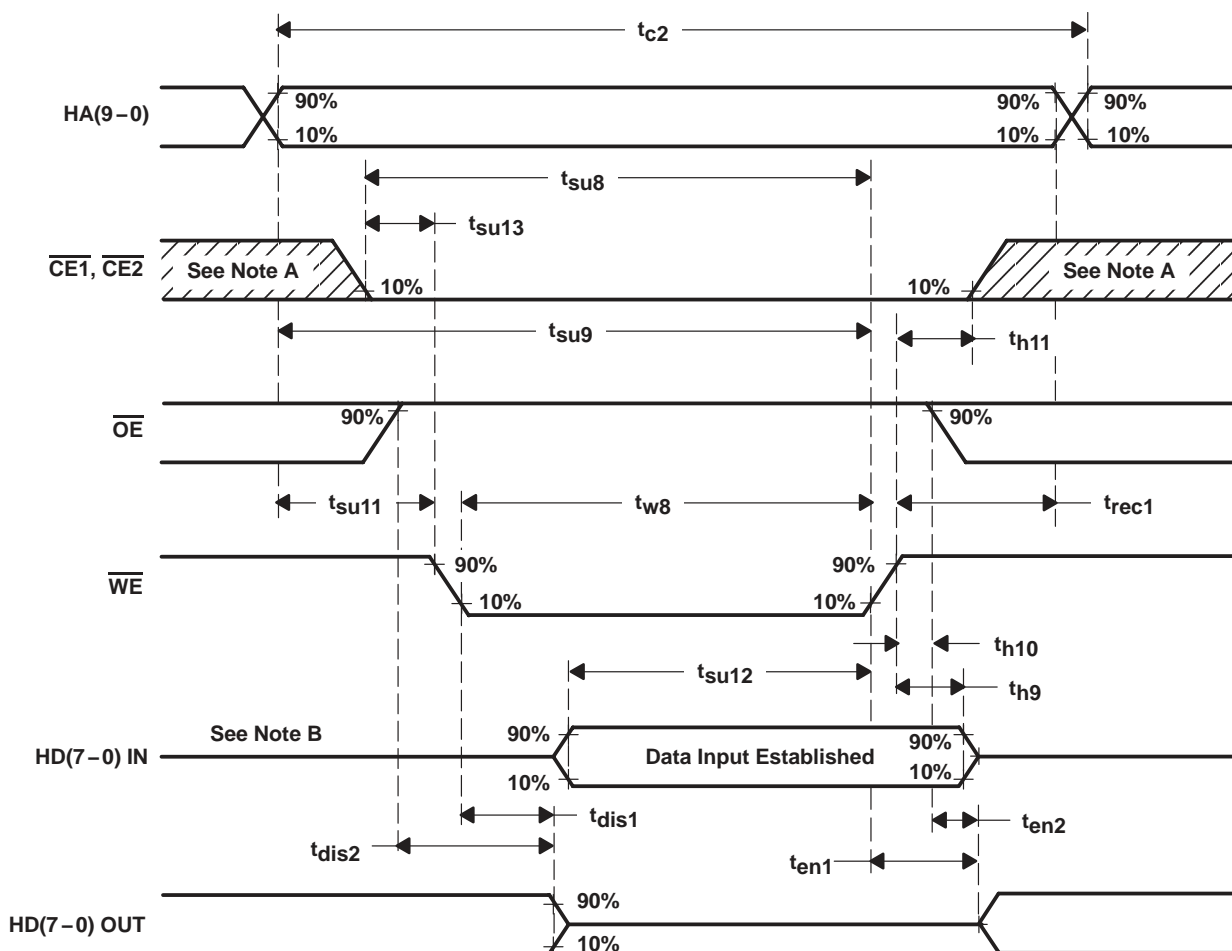 tc2
HA(9–0)
90%
90%
90%
10%
10%
10%
tsu8
tsu13
CE1, CE2
See Note A
See Note A
10%
10%
tsu9
th11
OE
90%
90%
tsu11
tw8
trec1
WE
90%
90%
10%
10%
th10
tsu12
th9
See Note B
HD(7–0) IN
90%
Data Input Established
90%
10%
10%
tdis1
ten2
tdis2
ten1
HD(7–0) OUT
90%
10%